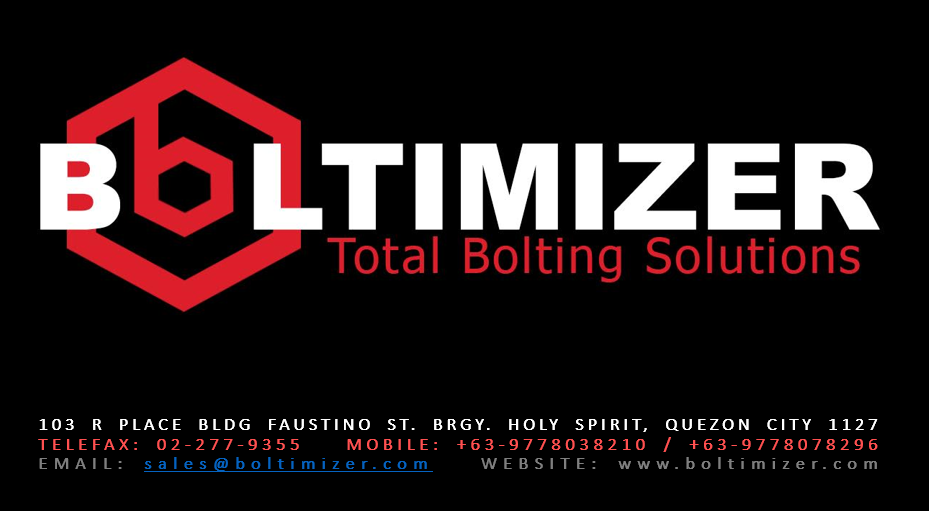 BOLTIMIZER
Total Bolting Solutions
103 R PLACE BLDG FAUSTINO ST. BRGY. HOLY SPIRIT, QUEZON CITY 1127
TELEFAX: 02-277-9355 MOBILE: +63-9778038210 / +63-9778078296
EMAIL: sales@boltimizer.com WEBSITE: www.boltimizer.com